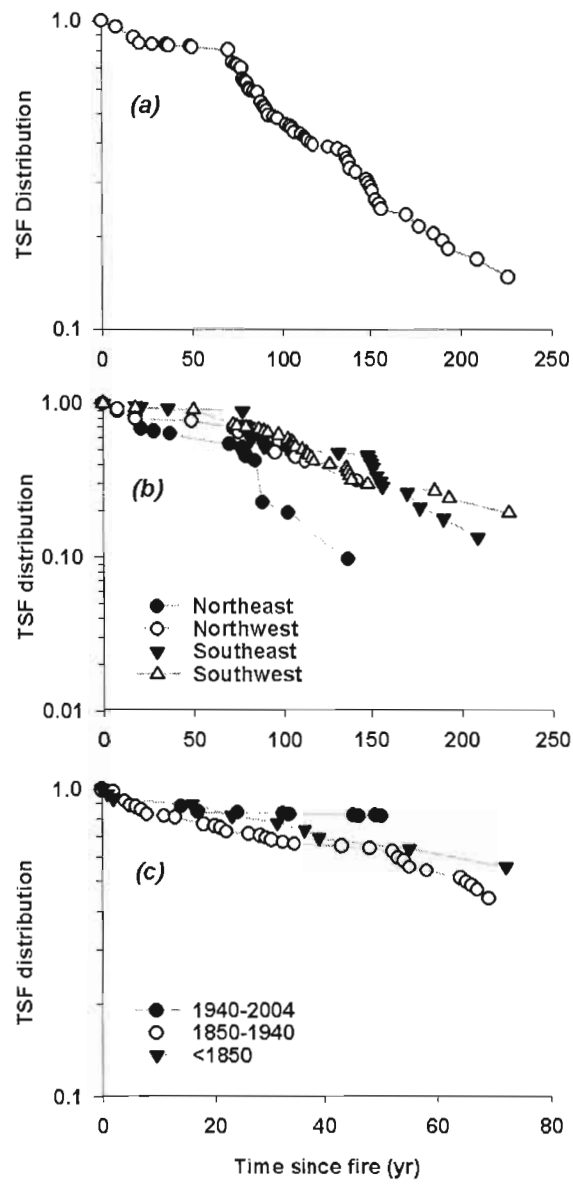 1.0
(a)
TSF Distribution
0.1
0 50 100 150 200 250
1.00
(b)
TSF distribution
0.10
Northeast
Northwest
Southeast
Southwest
0.01
0 50 100 150 200 250
1.0
(c)
TSF distribution
1940-2004
1850-1940
<1850
0.1
0 20 40 60 80
Time since fire (yr)